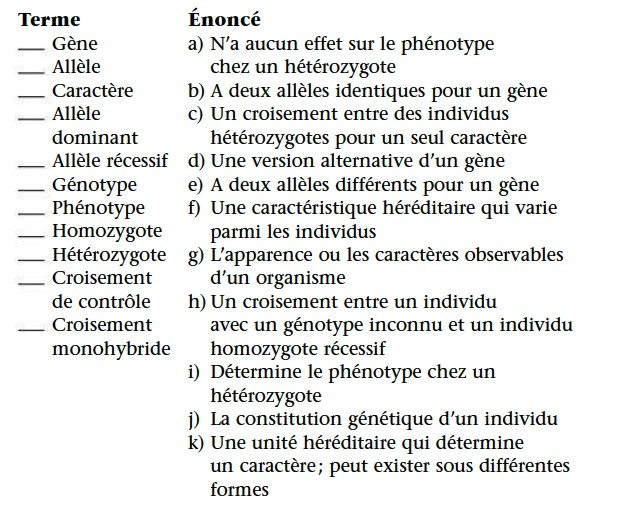 Terme
___ Gène
___ Allèle
___ Caractère
___ Allèle
dominant
___ Allèle récessif
___ Génotype
___ Phénotype
___ Homozygote
___ Hétérozygote
___ Croisement
de contrôle
___ Croisement
monohybride
Énoncé
a) N'a aucun effet sur le phénotype
chez un hétérozygote
b) A deux allèles identiques pour un gène
c) Un croisement entre des individus
hétérozygotes pour un seul caractère
d) Une version alternative d'un gène
e) A deux allèles différents pour un gène
f) Une caractéristique héréditaire qui varie
parmi les individus
g) L'apparence ou les caractères observables
d'un organisme
h) Un croisement entre un individu
avec un génotype inconnu et un individu
homozygote récessif
i) Détermine le phénotype chez un
hétérozygote
j) La constitution génétique d'un individu
k) Une unité héréditaire qui détermine
un caractère; peut exister sous différentes
formes